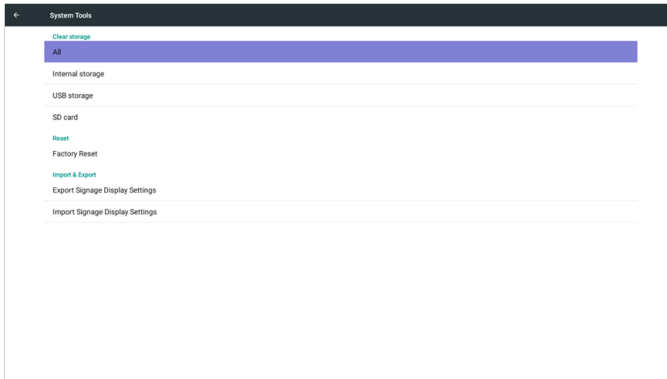 System Tools
Clear storage
All
Internal storage
USB storage
SD card
Reset
Factory Reset
Import & Export
Export Signage Display Settings
Import Signage Display Settings